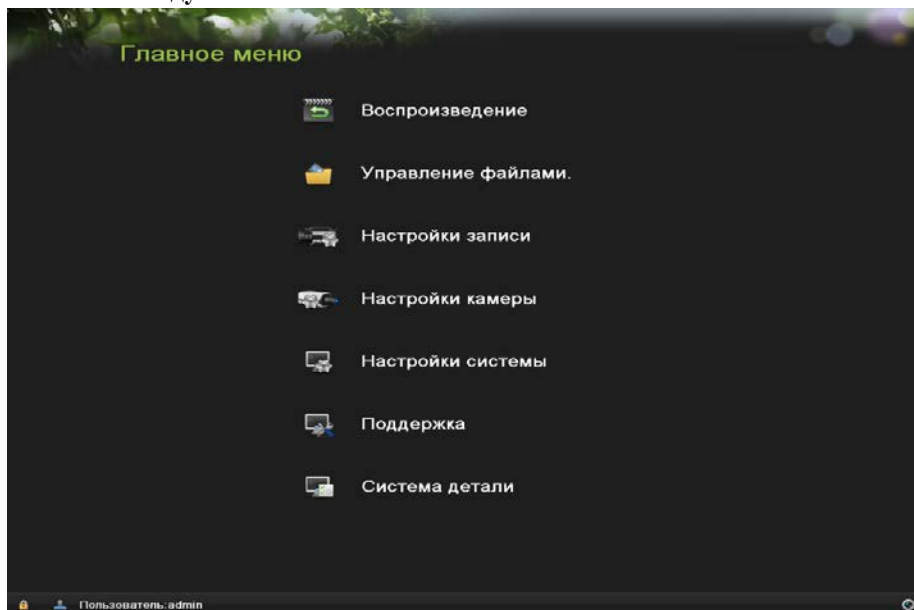 Главное меню
Воспроизведение
Управление файлами.
Настройки записи
Настройки камеры
Настройки системы
Поддержка
Система детали
Пользователь:admin